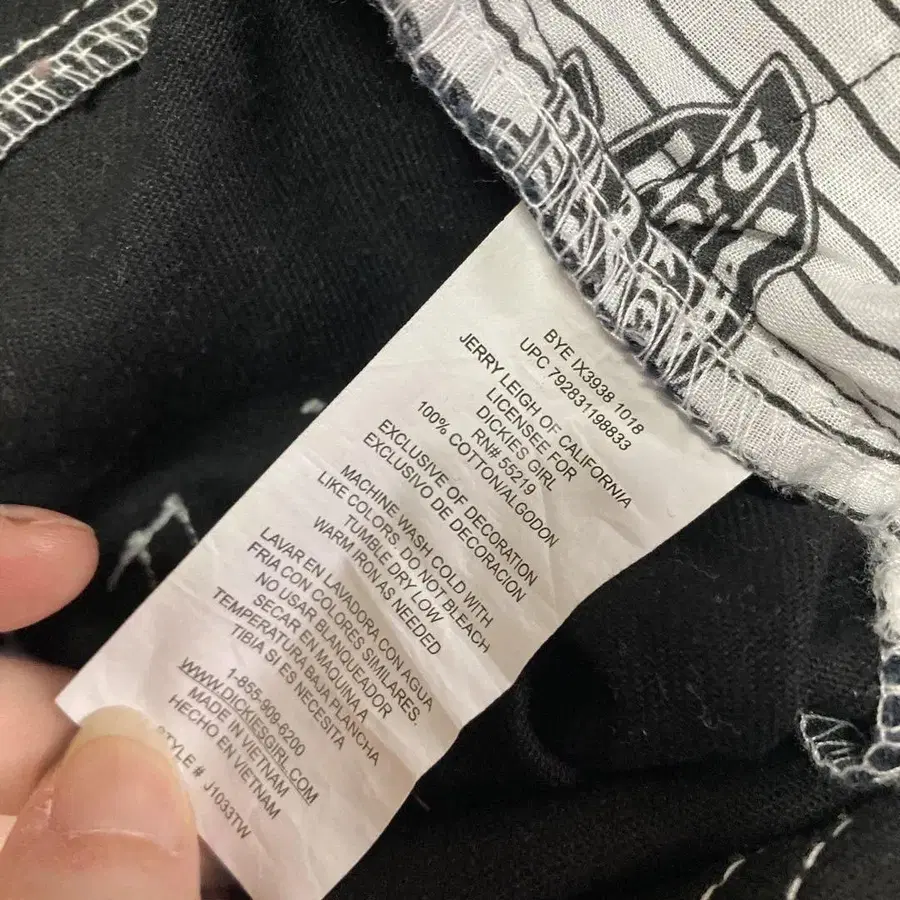 BYE IX3938 1018
UPC 792831198633
JERRY LEIGH OF CALIFORNIA
LICENSEE FOR
DICKIES GIRL
RN# 55219
100% COTTON/ALGODON
EXCLUSIVE OF DECORATION
EXCLUSIVO DE DECORACION
MACHINE WASH COLD WITH
LIKE COLORS. DO NOT BLEACH
TUMBLE DRY LOW
WARM IRON AS NEEDED
LAVAR EN LAVADORA CON AGUA
FRIA CON COLORES SIMILARES.
NO USAR BLANQUEADOR
SECAR EN MAQUINA A
TEMPERATURA BAJA, PLANCHA
TIBIA SI ES NECESITA
1-855-909-6200
WWW.DICKIESGIRL.COM
MADE IN VIETNAM
HECHO EN VIETNAM
STYLE # J1033TW